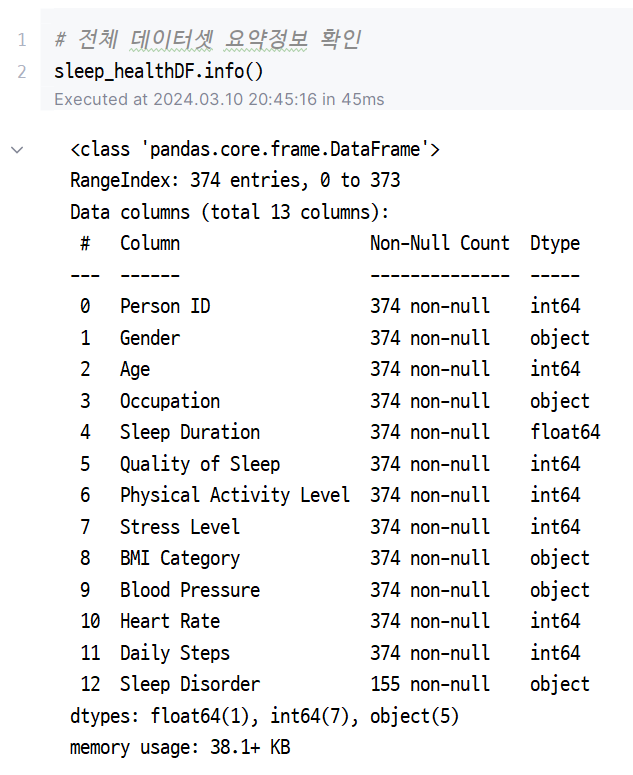 1 # 전체 데이터셋 요약정보 확인
2 sleep_healthDF.info()
Executed at 2024.03.10 20:45:16 in 45ms
<class 'pandas.core.frame.DataFrame'>
RangeIndex: 374 entries, 0 to 373
Data columns (total 13 columns):
 #   Column                   Non-Null Count  Dtype
---  ------                   --------------  -----
 0   Person ID                374 non-null    int64
 1   Gender                   374 non-null    object
 2   Age                      374 non-null    int64
 3   Occupation               374 non-null    object
 4   Sleep Duration           374 non-null    float64
 5   Quality of Sleep         374 non-null    int64
 6   Physical Activity Level  374 non-null    int64
 7   Stress Level             374 non-null    int64
 8   BMI Category             374 non-null    object
 9   Blood Pressure           374 non-null    object
 10  Heart Rate               374 non-null    int64
 11  Daily Steps              374 non-null    int64
 12  Sleep Disorder           155 non-null    object
dtypes: float64(1), int64(7), object(5)
memory usage: 38.1+ KB